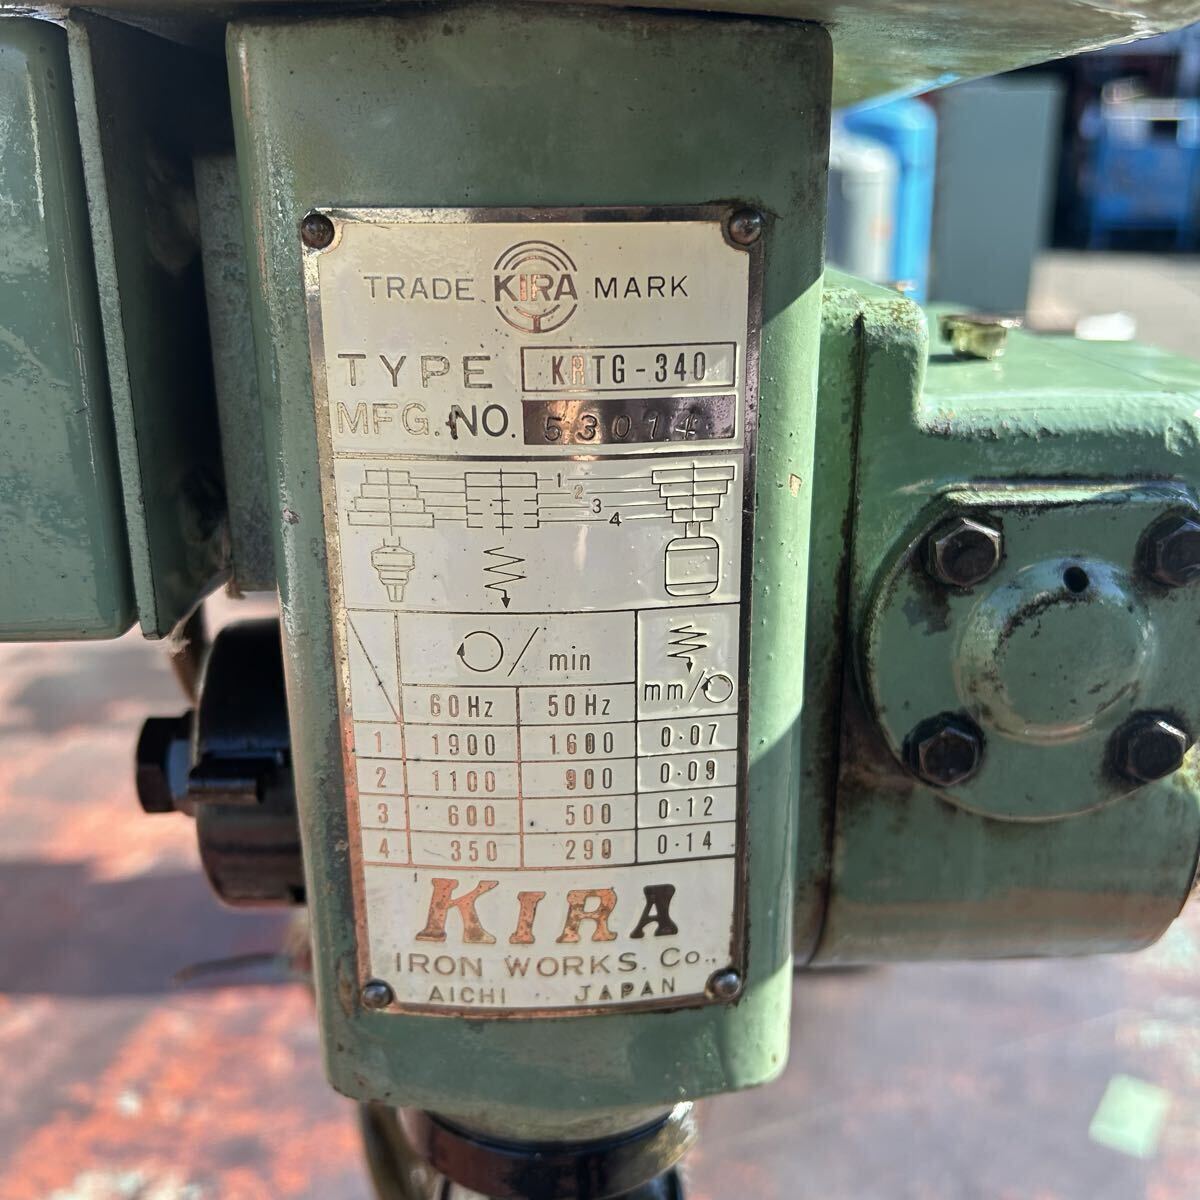 TRADE KIRA MARK
TYPE KRTG-340
MFG. NO.
1
2
3
4
/ min
mm/
60Hz 50Hz
1 1900 1600 0.07
2 1100 900 0.09
3 600 500 0.12
4 350 290 0.14
KIRA
IRON WORKS. Co.,
AICHI JAPAN